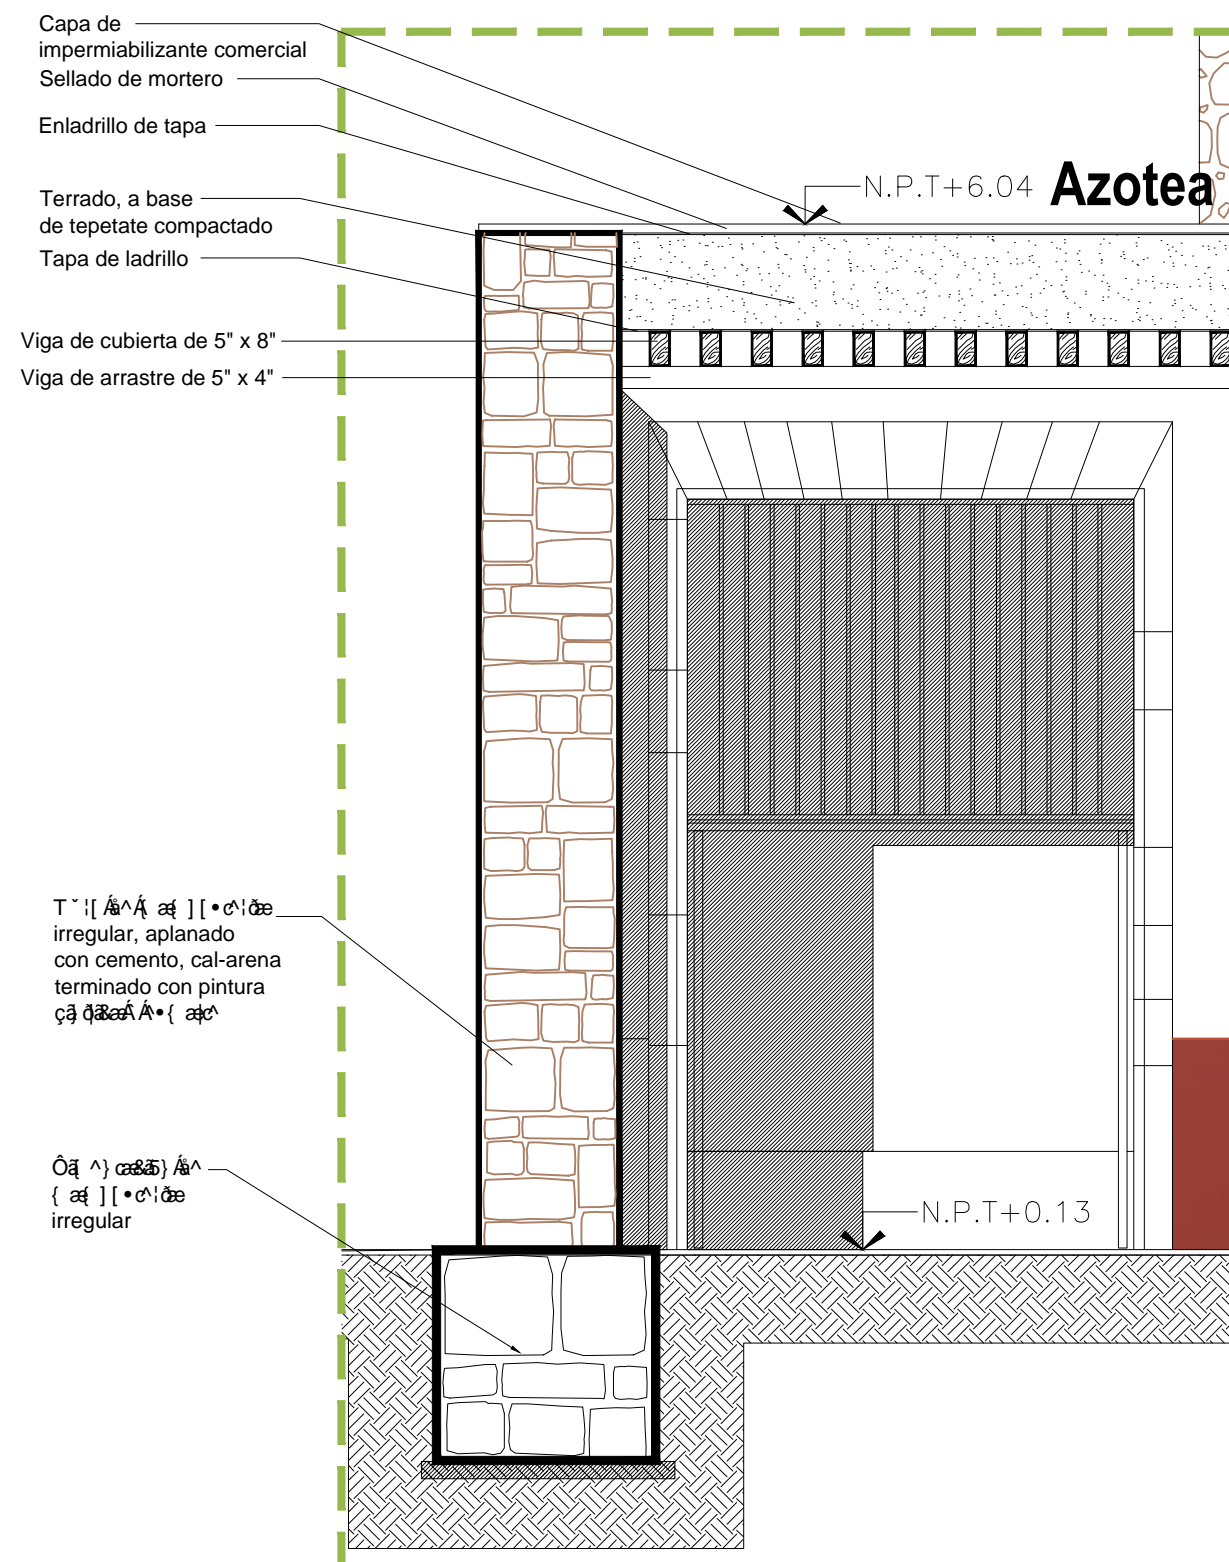 Capa de
impermiabilizante comercial
Sellado de mortero
Enladrillo de tapa
Terrado, a base
de tepetate compactado
Tapa de ladrillo
Viga de cubierta de 5" x 8"
Viga de arrastre de 5" x 4"
N.P.T+6.04 Azotea
irregular, aplanado
con cemento, cal-arena
terminado con pintura
irregular
N.P.T+0.13